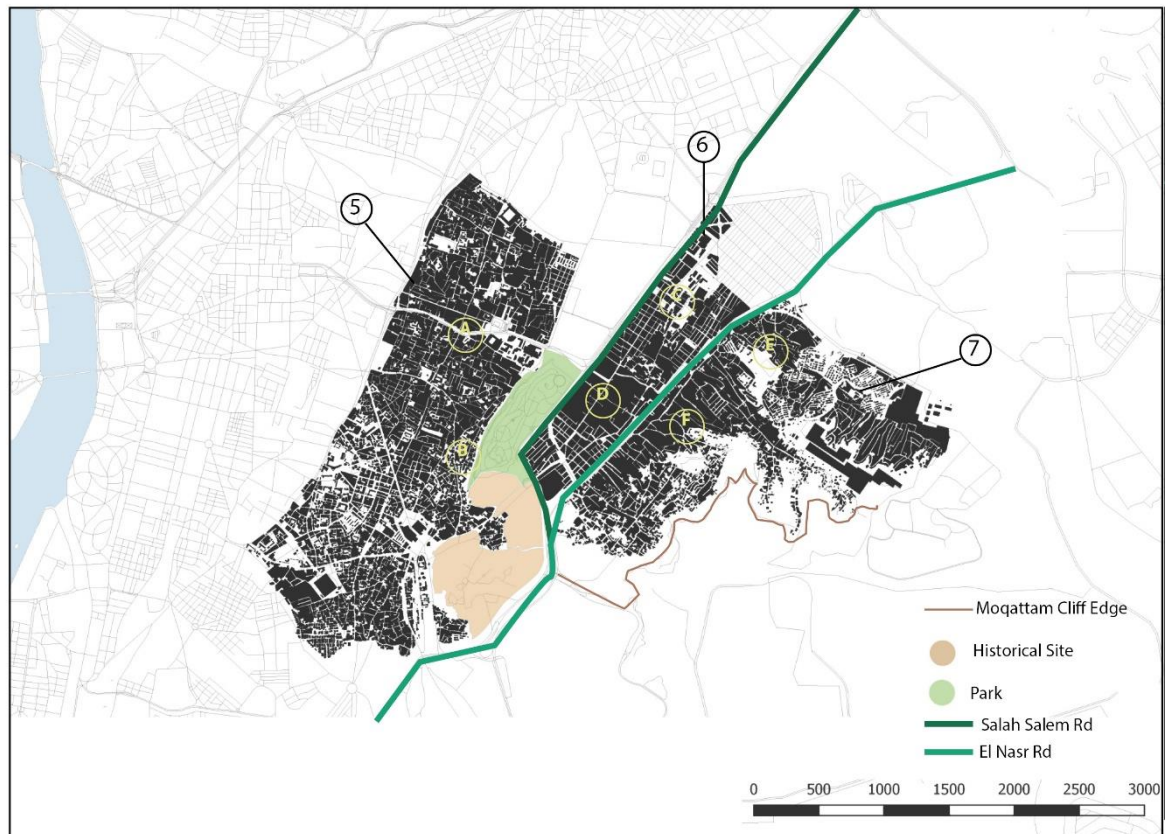 6
5
C
A
E
7
D
F
B
Moqattam Cliff Edge
Historical Site
Park
Salah Salem Rd
El Nasr Rd
0 500 1000 1500 2000 2500 3000